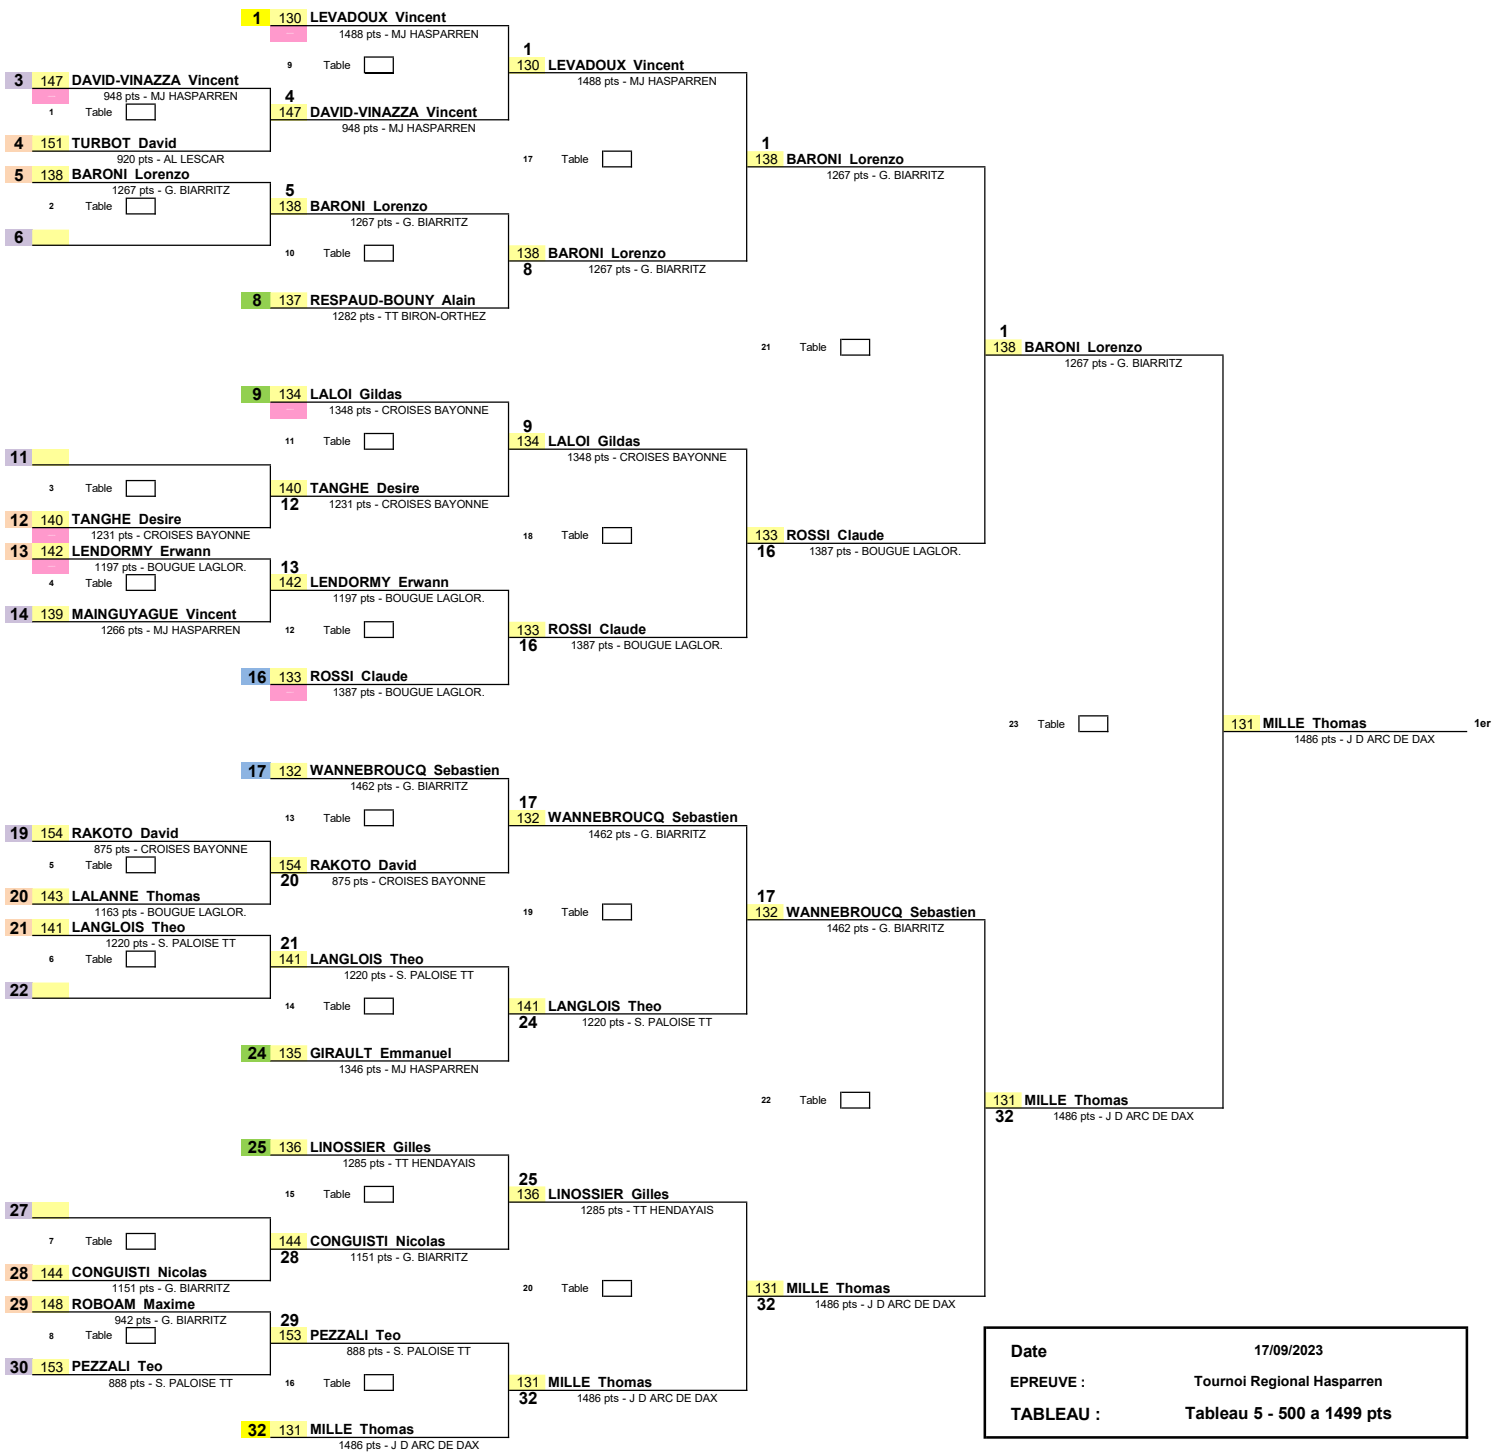 1 130 LEVADOUX Vincent
-- 1488 pts - MJ HASPARREN
1
9 Table 130 LEVADOUX Vincent
3 147 DAVID-VINAZZA Vincent 1488 pts - MJ HASPARREN
-- 948 pts - MJ HASPARREN 4
1 Table 147 DAVID-VINAZZA Vincent
948 pts - MJ HASPARREN
4 151 TURBOT David 1
920 pts - AL LESCAR 17 Table 138 BARONI Lorenzo
5 138 BARONI Lorenzo 1267 pts - G. BIARRITZ
1267 pts - G. BIARRITZ 5
2 Table 138 BARONI Lorenzo
1267 pts - G. BIARRITZ
6
10 Table 138 BARONI Lorenzo
8 1267 pts - G. BIARRITZ
8 137 RESPAUD-BOUNY Alain
1282 pts - TT BIRON-ORTHEZ
1
21 Table 138 BARONI Lorenzo
1267 pts - G. BIARRITZ
9 134 LALOI Gildas
-- 1348 pts - CROISES BAYONNE
9
11 Table 134 LALOI Gildas
11 1348 pts - CROISES BAYONNE
3 Table 140 TANGHE Desire
12 1231 pts - CROISES BAYONNE
12 140 TANGHE Desire
-- 1231 pts - CROISES BAYONNE 18 Table 133 ROSSI Claude
13 142 LENDORMY Erwann 16 1387 pts - BOUGUE LAGLOR.
-- 1197 pts - BOUGUE LAGLOR. 13
4 Table 142 LENDORMY Erwann
1197 pts - BOUGUE LAGLOR.
14 139 MAINGUYAGUE Vincent
1266 pts - MJ HASPARREN 12 Table 133 ROSSI Claude
16 1387 pts - BOUGUE LAGLOR.
16 133 ROSSI Claude
-- 1387 pts - BOUGUE LAGLOR.
23 Table 131 MILLE Thomas 1er
1486 pts - J D ARC DE DAX
17 132 WANNEBROUCQ Sebastien
1462 pts - G. BIARRITZ
17
13 Table 132 WANNEBROUCQ Sebastien
19 154 RAKOTO David 1462 pts - G. BIARRITZ
875 pts - CROISES BAYONNE
5 Table 154 RAKOTO David
20 875 pts - CROISES BAYONNE
20 143 LALANNE Thomas 17
1163 pts - BOUGUE LAGLOR. 19 Table 132 WANNEBROUCQ Sebastien
21 141 LANGLOIS Theo 1462 pts - G. BIARRITZ
1220 pts - S. PALOISE TT 21
6 Table 141 LANGLOIS Theo
1220 pts - S. PALOISE TT
22
14 Table 141 LANGLOIS Theo
24 1220 pts - S. PALOISE TT
24 135 GIRAULT Emmanuel
1346 pts - MJ HASPARREN
22 Table 131 MILLE Thomas
32 1486 pts - J D ARC DE DAX
25 136 LINOSSIER Gilles
1285 pts - TT HENDAYAIS
25
15 Table 136 LINOSSIER Gilles
27 1285 pts - TT HENDAYAIS
7 Table 144 CONGUISTI Nicolas
28 1151 pts - G. BIARRITZ
28 144 CONGUISTI Nicolas
1151 pts - G. BIARRITZ 20 Table 131 MILLE Thomas
29 148 ROBOAM Maxime 32 1486 pts - J D ARC DE DAX
942 pts - G. BIARRITZ 29
8 Table 153 PEZZALI Teo
888 pts - S. PALOISE TT
30 153 PEZZALI Teo
888 pts - S. PALOISE TT 16 Table 131 MILLE Thomas
32 1486 pts - J D ARC DE DAX
32 131 MILLE Thomas
1486 pts - J D ARC DE DAX
Date 17/09/2023
EPREUVE : Tournoi Regional Hasparren
TABLEAU : Tableau 5 - 500 a 1499 pts